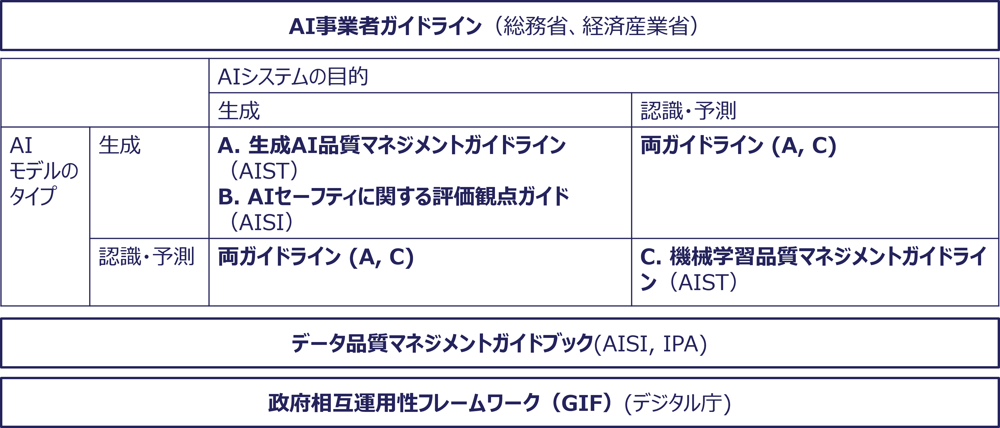 AI事業者ガイドライン（総務省、経済産業省）
AIシステムの目的
生成
認識・予測
AI
モデルの
タイプ
生成
A. 生成AI品質マネジメントガイドライン
（AIST）
B. AIセーフティに関する評価観点ガイド
（AISI）
両ガイドライン (A, C)
認識・予測
両ガイドライン (A, C)
C. 機械学習品質マネジメントガイドライ
ン（AIST）
データ品質マネジメントガイドブック(AISI, IPA)
政府相互運用性フレームワーク（GIF）(デジタル庁)